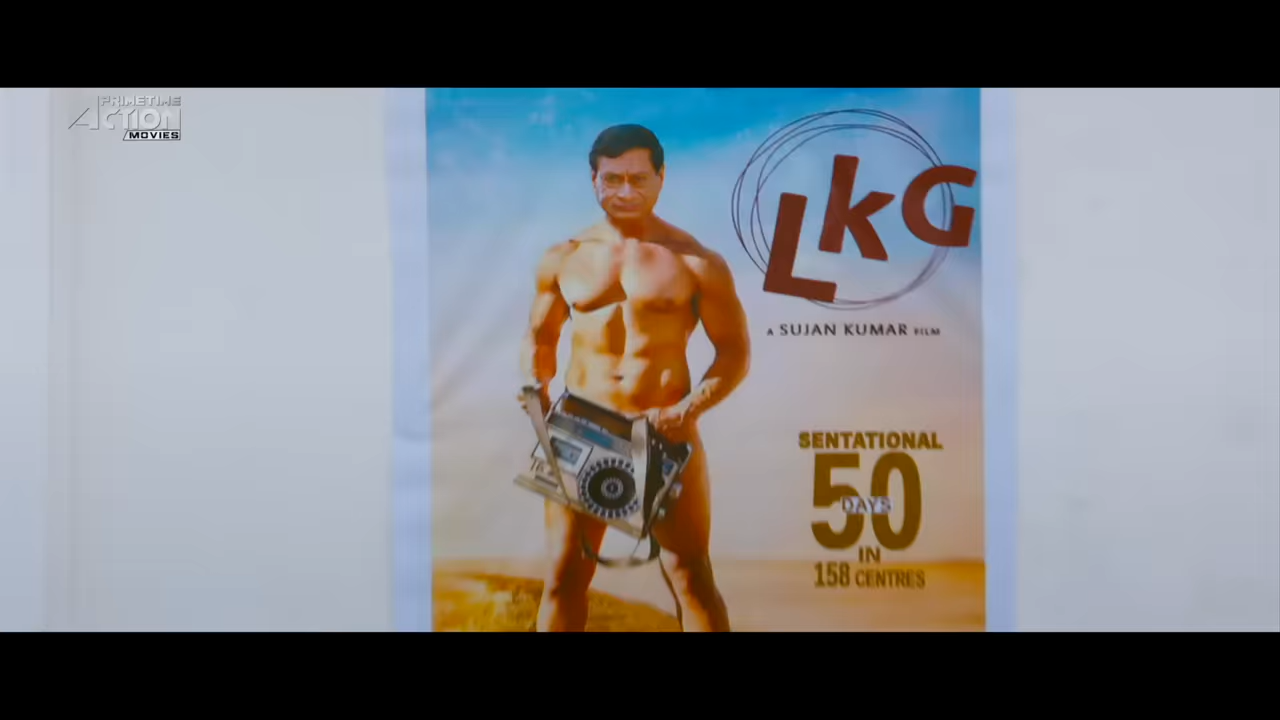 PRIMETIME
ACTION
MOVIES
LKG
A SUJAN KUMAR FILM
SENTATIONAL
50
DAYS
IN
158 CENTRES